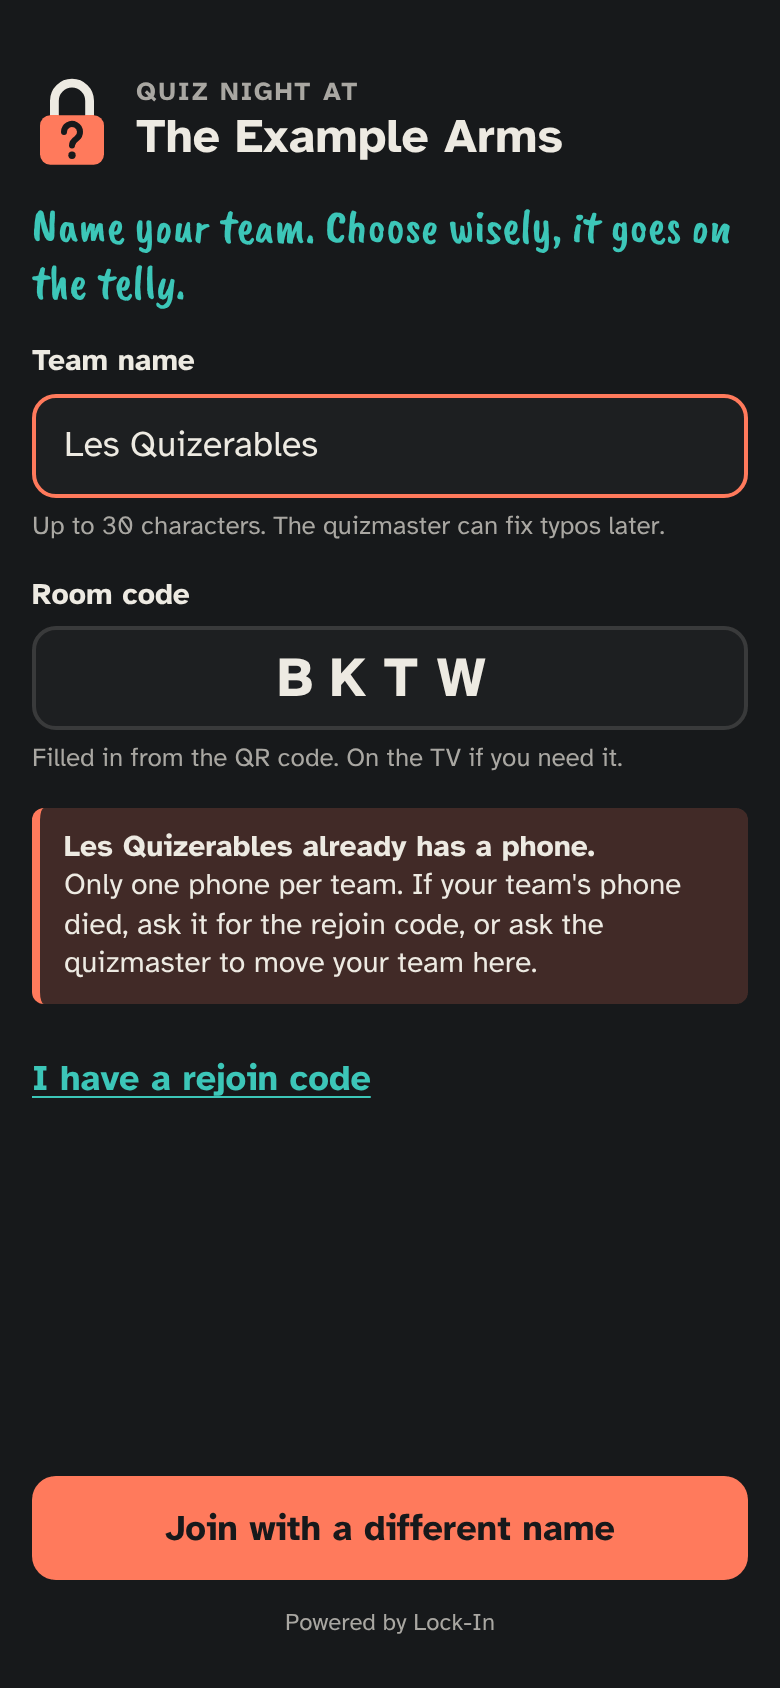 QUIZ NIGHT AT
The Example Arms
?
Name your team. Choose wisely, it goes on
the telly.
Team name
Les Quizerables
Up to 30 characters. The quizmaster can fix typos later.
Room code
BKTW
Filled in from the QR code. On the TV if you need it.
Les Quizerables already has a phone.
Only one phone per team. If your team's phone
died, ask it for the rejoin code, or ask the
quizmaster to move your team here.
I have a rejoin code
Join with a different name
Powered by Lock-In